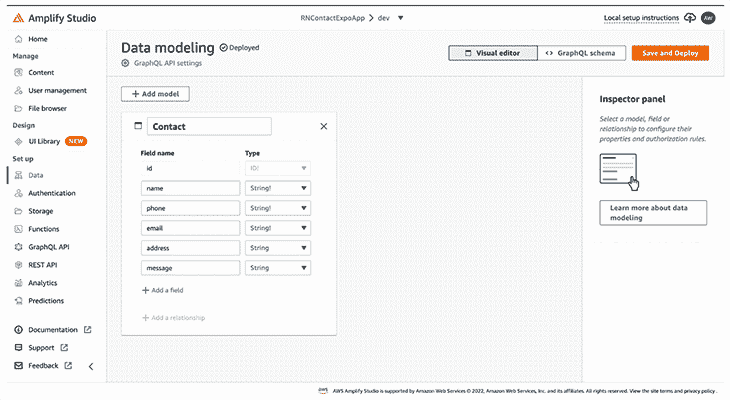 Amplify Studio
RNContactExpoApp > dev
Local setup instructions
AW
Home
Manage
Content
User management
File browser
Design
UI Library NEW
Set up
Data
Authentication
Storage
Functions
GraphQL API
REST API
Analytics
Predictions
Documentation
Support
Feedback
Data modeling Deployed
GraphQL API settings
Visual editor
GraphQL schema
Save and Deploy
+ Add model
Contact
Field name Type
id ID!
name String!
phone String!
email String!
address String
message String
+ Add a field
+ Add a relationship
Inspector panel
Select a model, field or
relationship to configure their
properties and authorization rules.
Learn more about data
modeling
aws AWS Amplify Studio is supported by Amazon Web Services © 2022, Amazon Web Services, Inc. and its affiliates. All rights reserved. View the site terms and privacy policy.